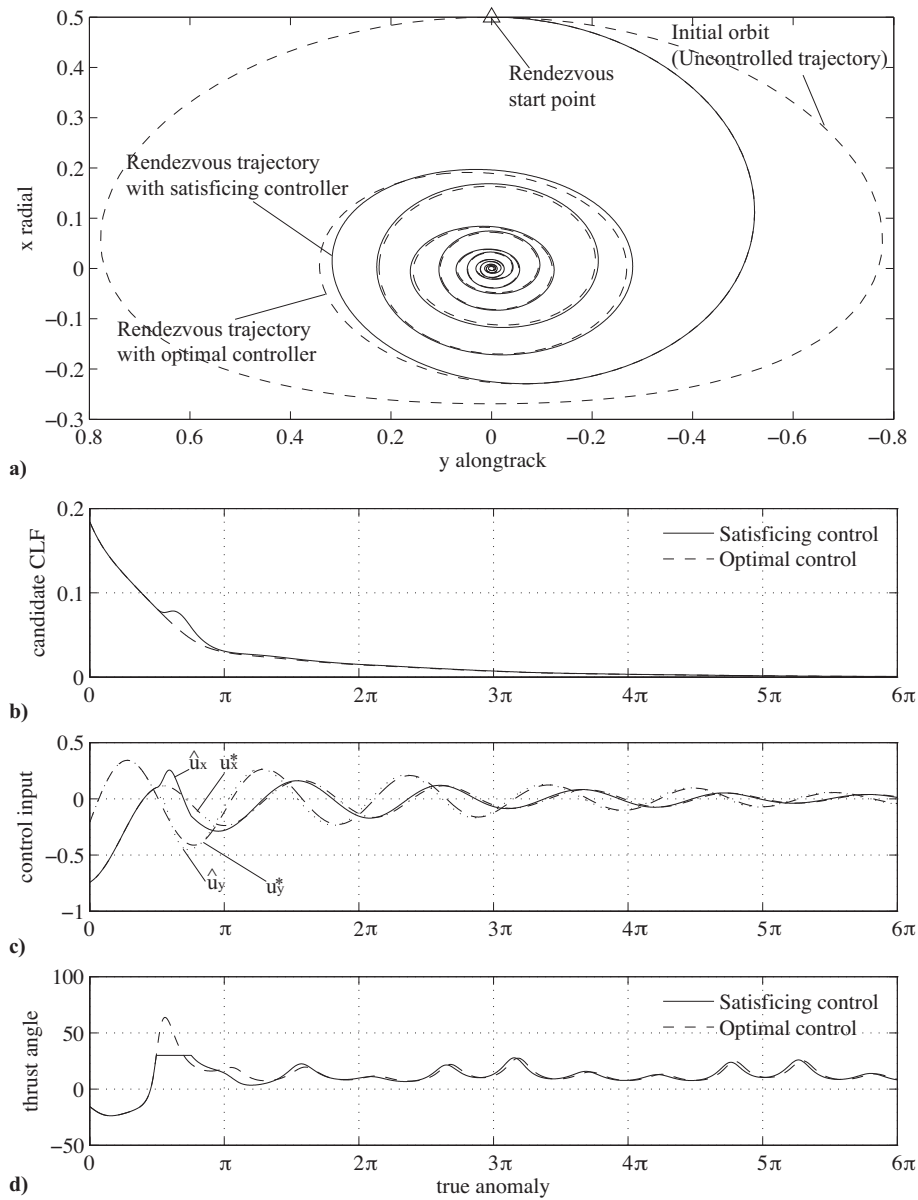 0.5
0.4
0.3
0.2
0.1
0
−0.1
−0.2
−0.3
x radial
Initial orbit
(Uncontrolled trajectory)
Rendezvous
start point
Rendezvous trajectory
with satisficing controller
Rendezvous trajectory
with optimal controller
0.8 0.6 0.4 0.2 0 −0.2 −0.4 −0.6 −0.8
y alongtrack
a)
0.2
0.1
0
candidate CLF
Satisficing control
Optimal control
0 π 2π 3π 4π 5π 6π
b)
0.5
0
−0.5
−1
control input
ûx u*x
ûy u*y
0 π 2π 3π 4π 5π 6π
c)
100
50
0
−50
thrust angle
Satisficing control
Optimal control
0 π 2π 3π 4π 5π 6π
true anomaly
d)